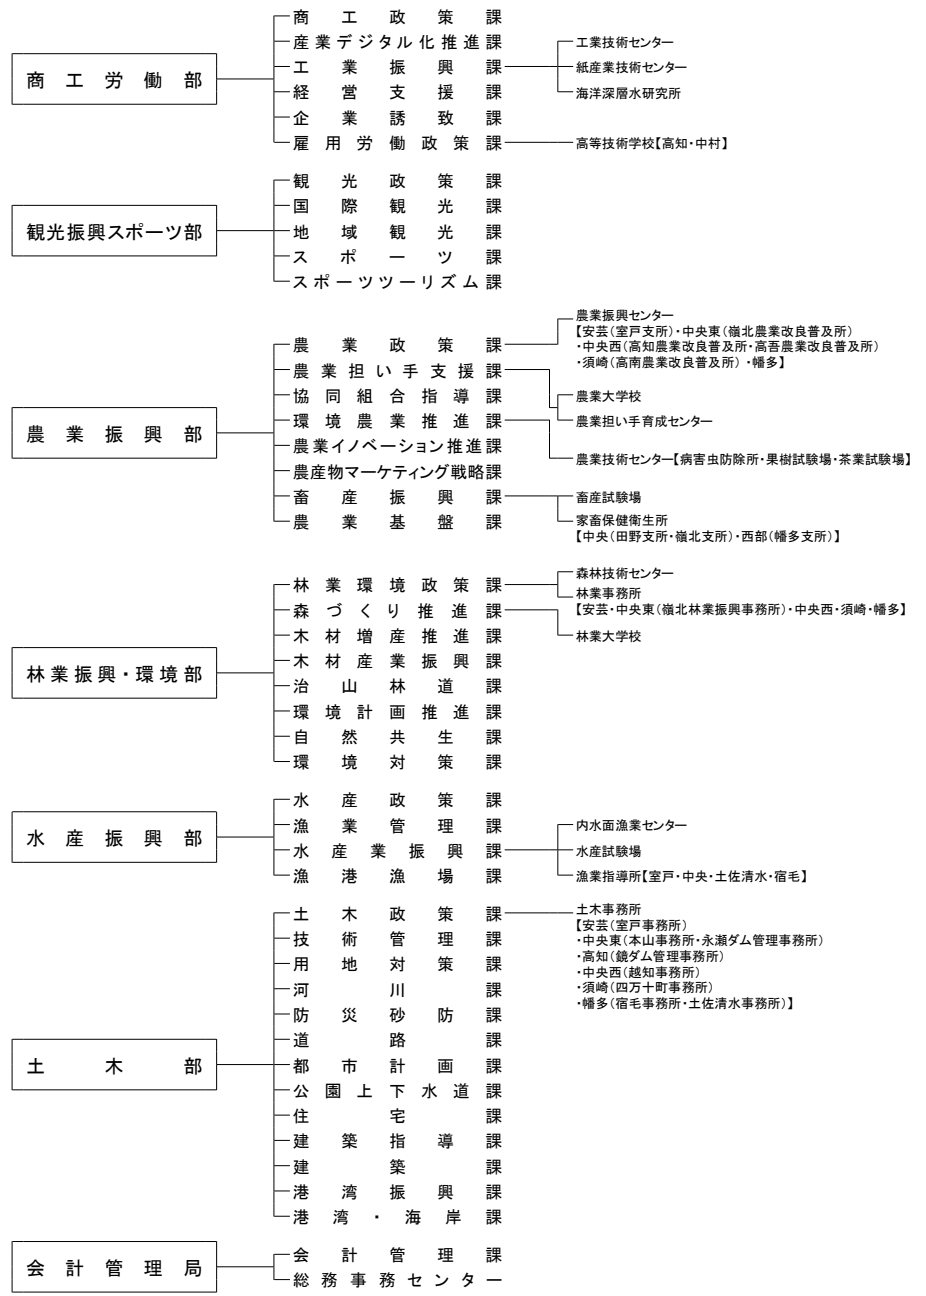 商工労働部
商工政策課
産業デジタル化推進課
工業振興課
工業技術センター
紙産業技術センター
海洋深層水研究所
経営支援課
企業誘致課
雇用労働政策課
高等技術学校【高知・中村】
観光振興スポーツ部
観光政策課
国際観光課
地域観光課
スポーツ課
スポーツツーリズム課
農業振興部
農業政策課
農業振興センター
【安芸(室戸支所)・中央東(嶺北農業改良普及所)
・中央西(高知農業改良普及所・高吾農業改良普及所)
・須崎(高南農業改良普及所)・幡多】
農業担い手支援課
農業大学校
農業担い手育成センター
協同組合指導課
環境農業推進課
農業技術センター【病害虫防除所・果樹試験場・茶業試験場】
農業イノベーション推進課
農産物マーケティング戦略課
畜産振興課
畜産試験場
家畜保健衛生所
【中央(田野支所・嶺北支所)・西部(幡多支所)】
農業基盤課
林業振興・環境部
林業環境政策課
森林技術センター
林業事務所
【安芸・中央東(嶺北林業振興事務所)・中央西・須崎・幡多】
森づくり推進課
林業大学校
木材増産推進課
木材産業振興課
治山林道課
環境計画推進課
自然共生課
環境対策課
水産振興部
水産政策課
漁業管理課
水産業振興課
内水面漁業センター
水産試験場
漁業指導所【室戸・中央・土佐清水・宿毛】
漁港漁場課
土木部
土木政策課
土木事務所
【安芸(室戸事務所)
・中央東(本山事務所・永瀬ダム管理事務所)
・高知(鏡ダム管理事務所)
・中央西(越知事務所)
・須崎(四万十町事務所)
・幡多(宿毛事務所・土佐清水事務所)】
技術管理課
用地対策課
河川課
防災砂防課
道路課
都市計画課
公園上下水道課
住宅課
建築指導課
建築課
港湾振興課
港湾・海岸課
会計管理局
会計管理課
総務事務センター